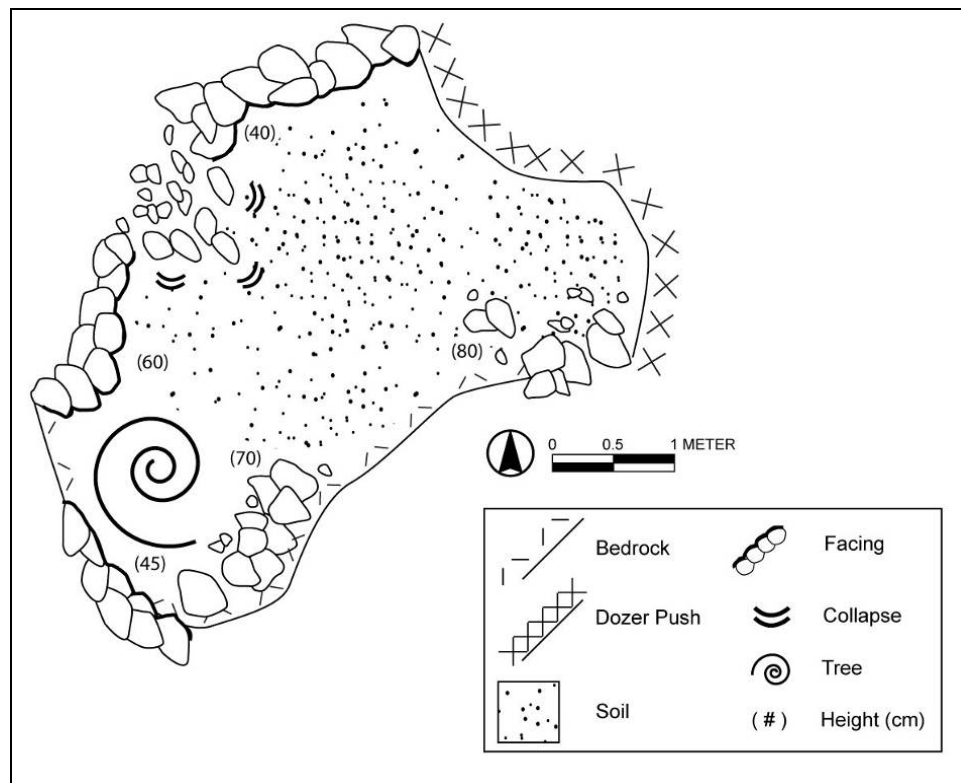 (40)
(60)
(80)
(70)
(45)
0 0.5 1 METER
Bedrock
Dozer Push
Soil
Facing
Collapse
Tree
( # ) Height (cm)